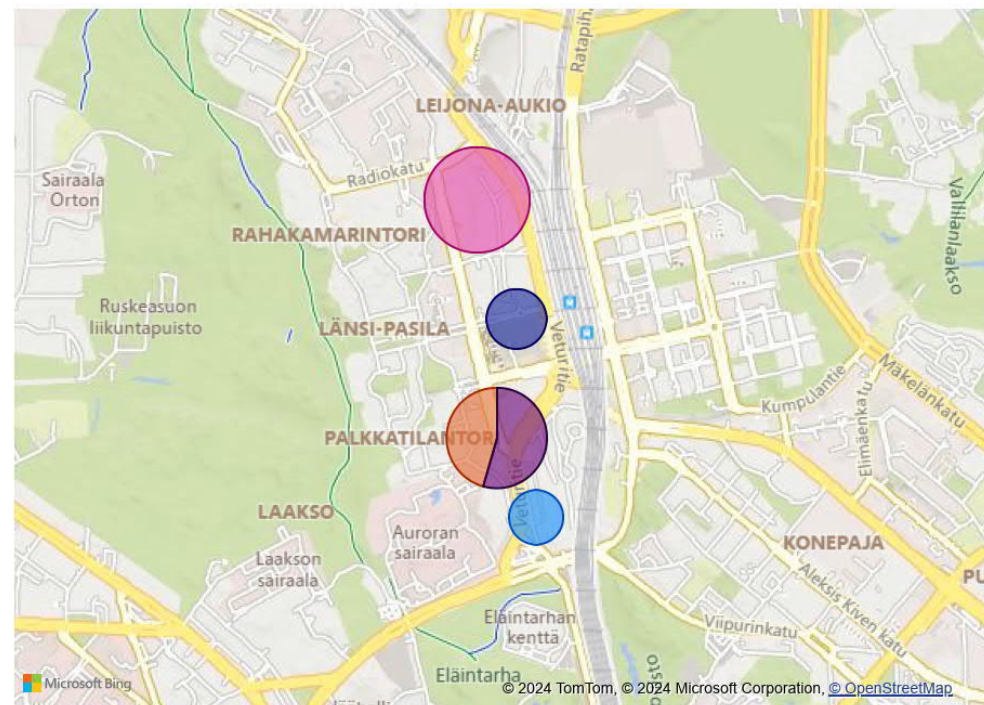 Ratapih
LEIJONA-AUKIO
Radiokatu
Sairaala
Orton
Vallilanlaakso
RAHAKAMARINTORI
Ruskeasuon
liikuntapuisto
LÄNSI-PASILA
Veturitie
Mäkelänkatu
Kumpulantie
Elimäenkatu
PALKKATILANTOR
Veturitie
LAAKSO
Auroran
sairaala
KONEPAJA
Laakson
sairaala
Aleksis Kiven katu
PU
Eläintarhan
kenttä
Viipurinkatu
Eläintarha
Microsoft Bing
© 2024 TomTom, © 2024 Microsoft Corporation, © OpenStreetMap